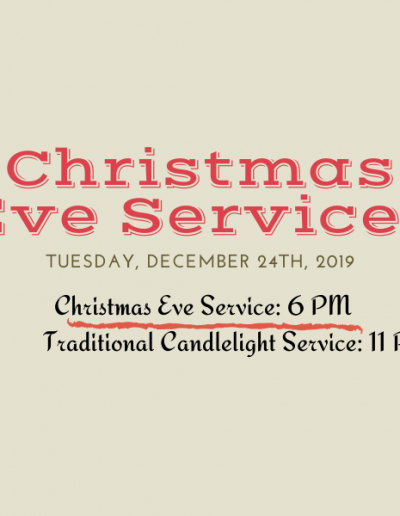 Christmas
Eve Service
TUESDAY, DECEMBER 24TH, 2019
Christmas Eve Service: 6 PM
Traditional Candlelight Service: 11 P